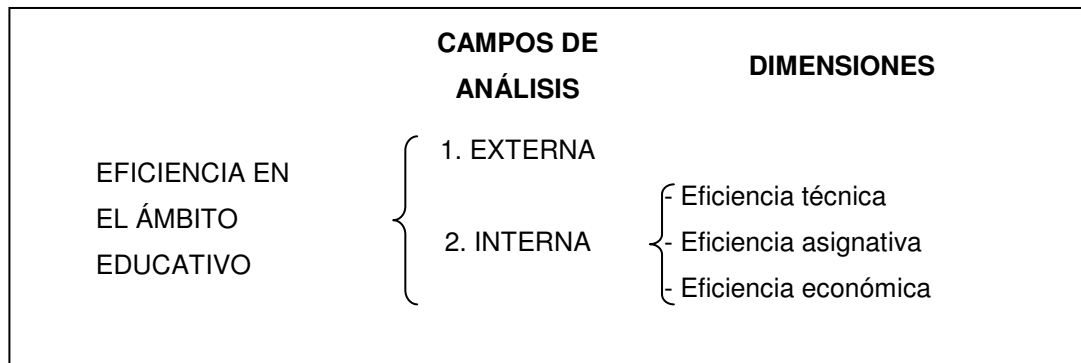 CAMPOS DE
ANÁLISIS
DIMENSIONES
EFICIENCIA EN
EL ÁMBITO
EDUCATIVO
1. EXTERNA
2. INTERNA
- Eficiencia técnica
- Eficiencia asignativa
- Eficiencia económica